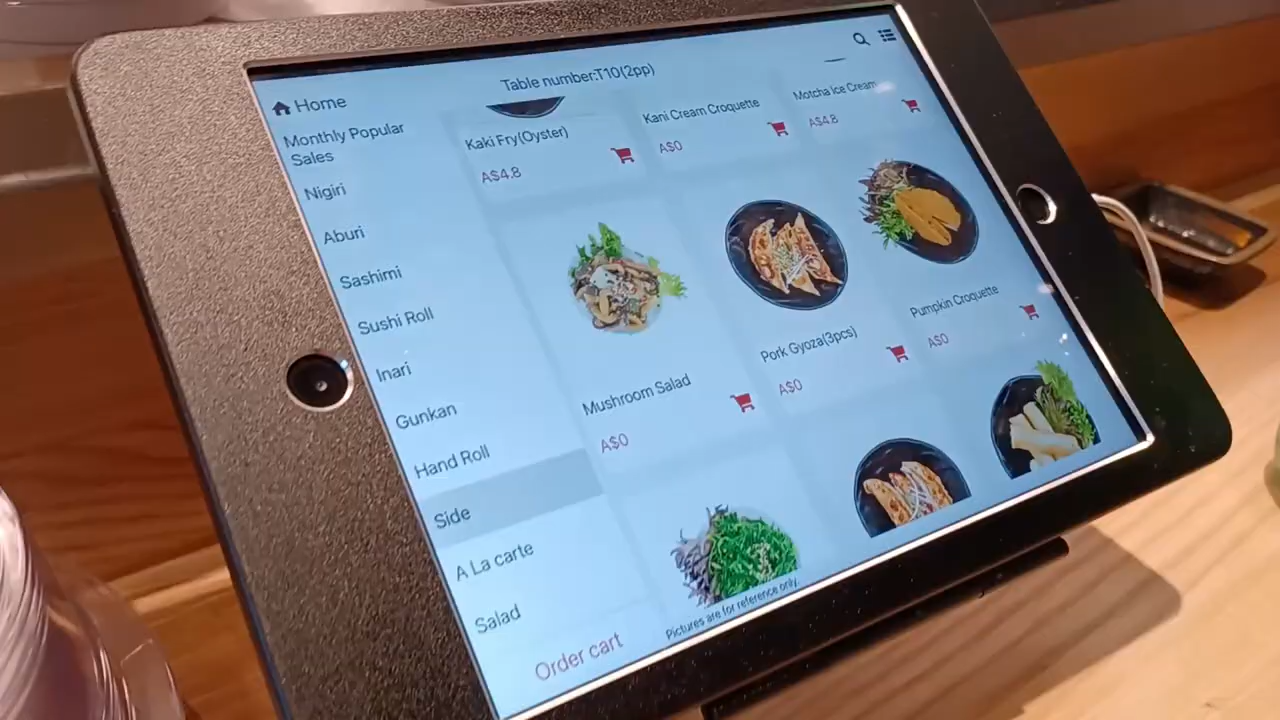 Table number:T10(2pp)
Home
Monthly Popular
Sales
Nigiri
Aburi
Sashimi
Sushi Roll
Inari
Gunkan
Hand Roll
Side
A La carte
Salad
Order cart
Kaki Fry(Oyster)
A$4.8
Kani Cream Croquette
A$0
Motcha Ice Cream
A$4.8
Mushroom Salad
A$0
Pork Gyoza(3pcs)
A$0
Pumpkin Croquette
A$0
Pictures are for reference only.